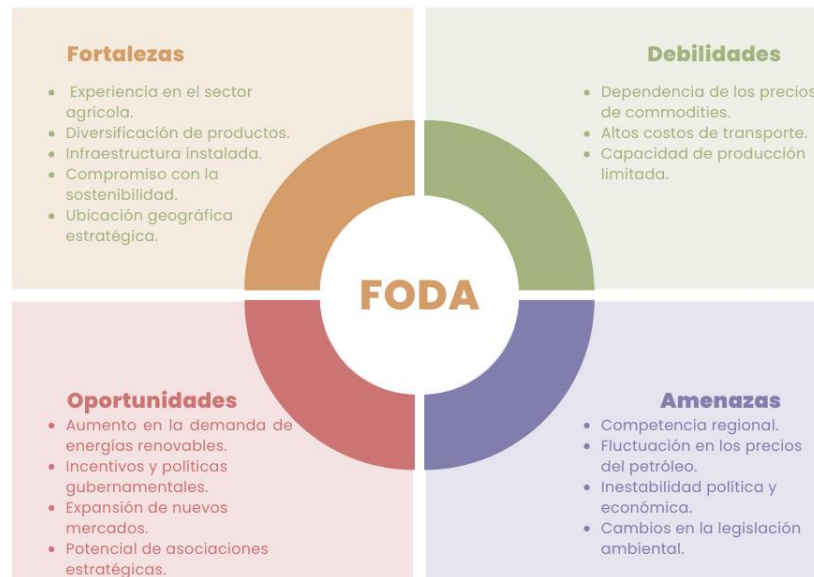 Fortalezas
• Experiencia en el sector
agrícola.
• Diversificación de productos.
• Infraestructura instalada.
• Compromiso con la
sostenibilidad.
• Ubicación geográfica
estratégica.
Debilidades
• Dependencia de los precios
de commodities.
• Altos costos de transporte.
• Capacidad de producción
limitada.
FODA
Oportunidades
• Aumento en la demanda de
energías renovables.
• Incentivos y políticas
gubernamentales.
• Expansión de nuevos
mercados.
• Potencial de asociaciones
estratégicas.
Amenazas
• Competencia regional.
• Fluctuación en los precios
del petróleo.
• Inestabilidad política y
económica.
• Cambios en la legislación
ambiental.